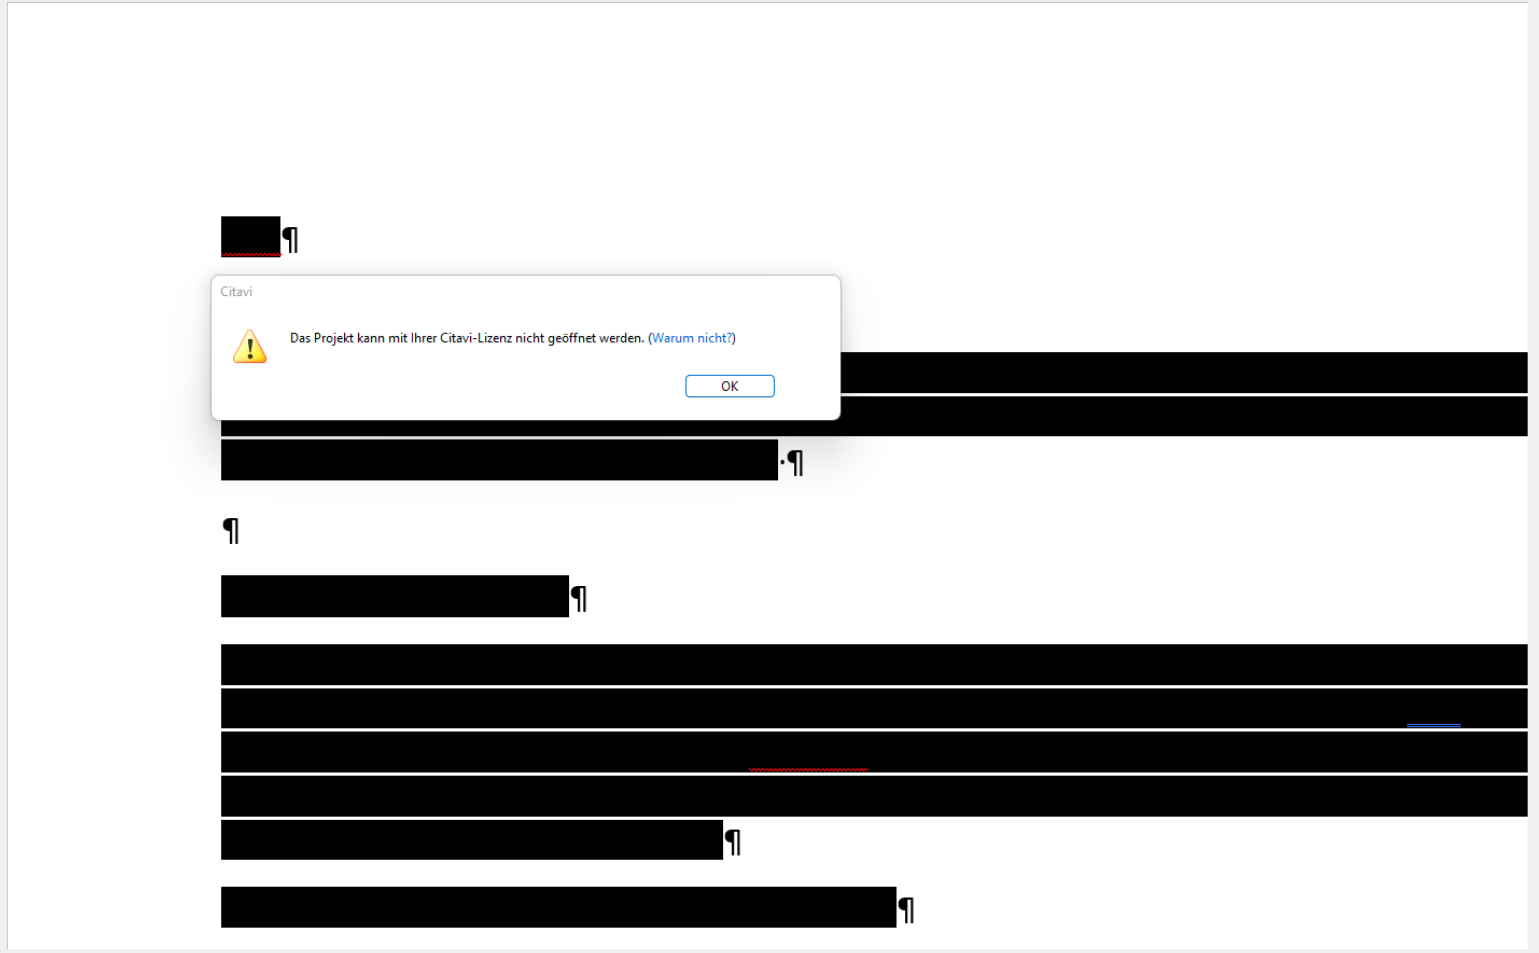 ¶
Citavi
Das Projekt kann mit Ihrer Citavi-Lizenz nicht geöffnet werden. (Warum nicht?)
OK
·¶
¶
¶
¶
¶